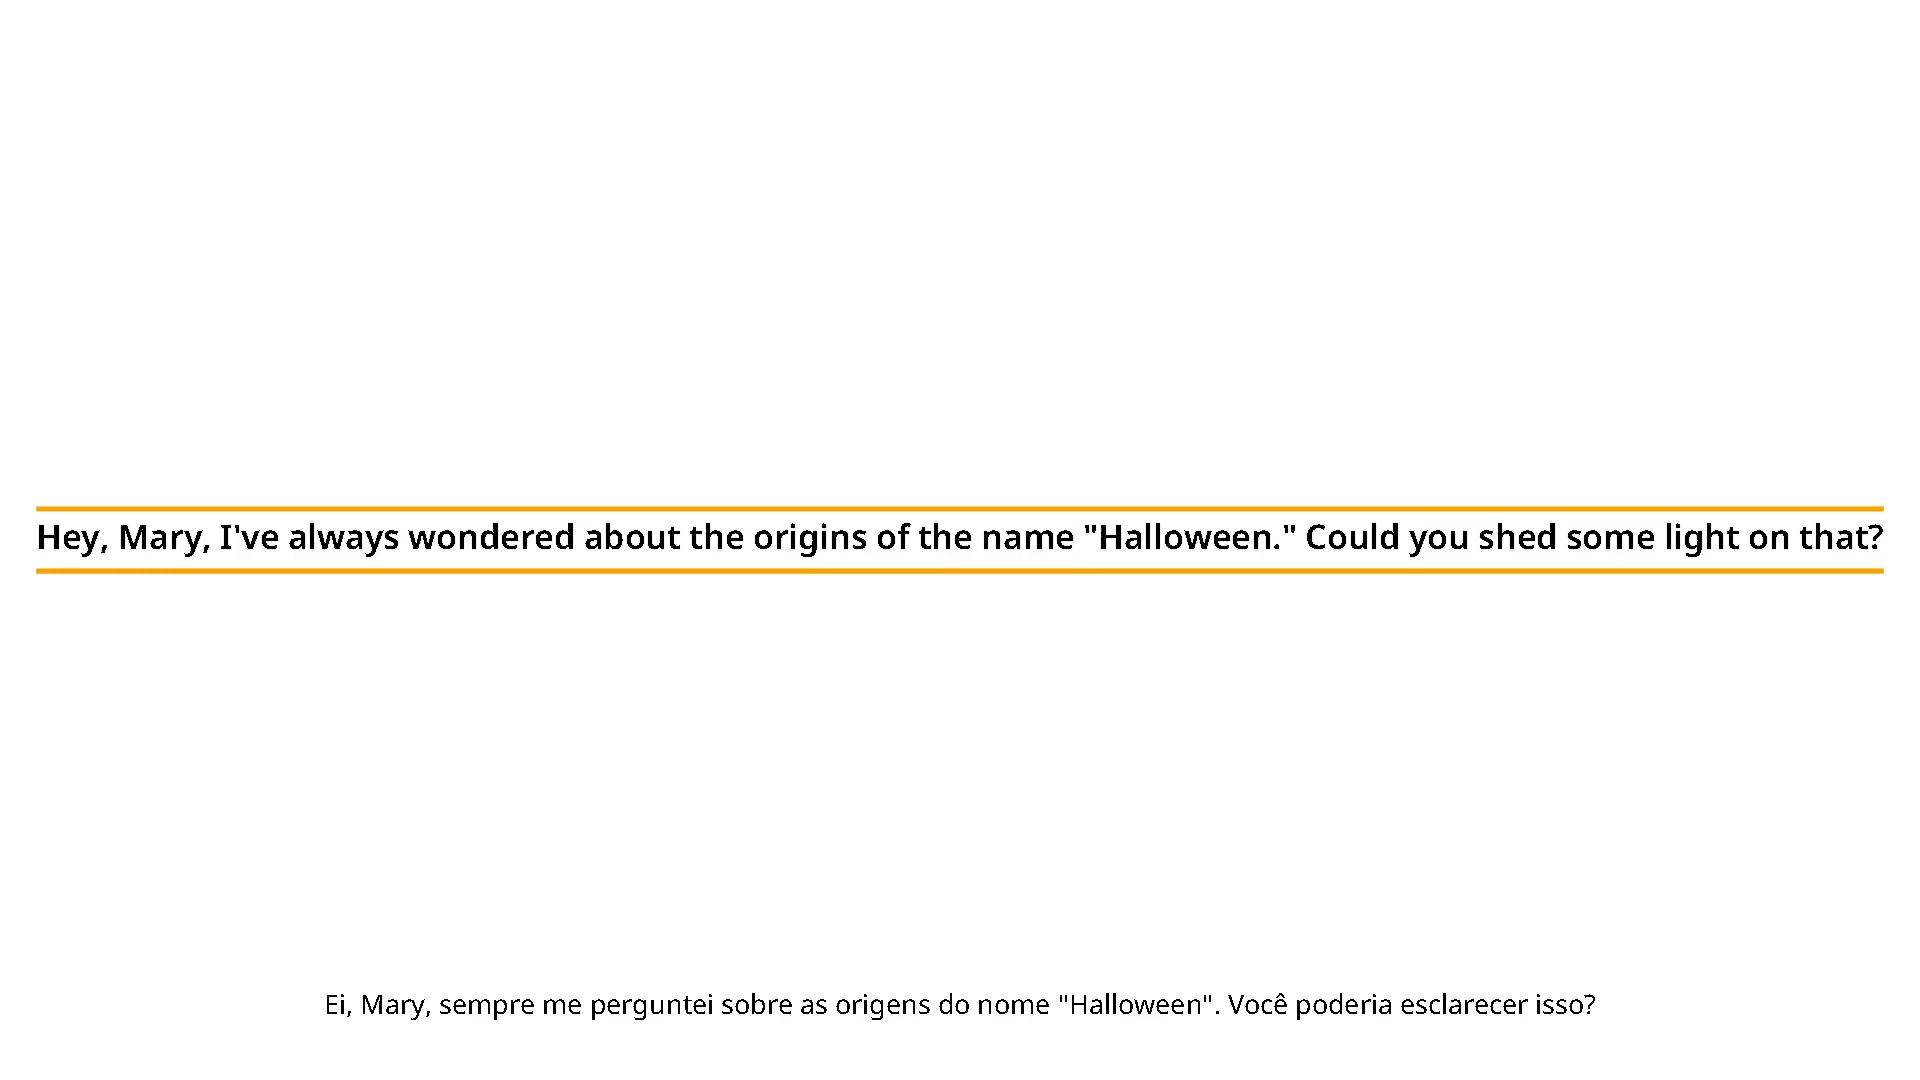 Hey, Mary, I've always wondered about the origins of the name "Halloween." Could you shed some light on that?
Ei, Mary, sempre me perguntei sobre as origens do nome "Halloween". Você poderia esclarecer isso?